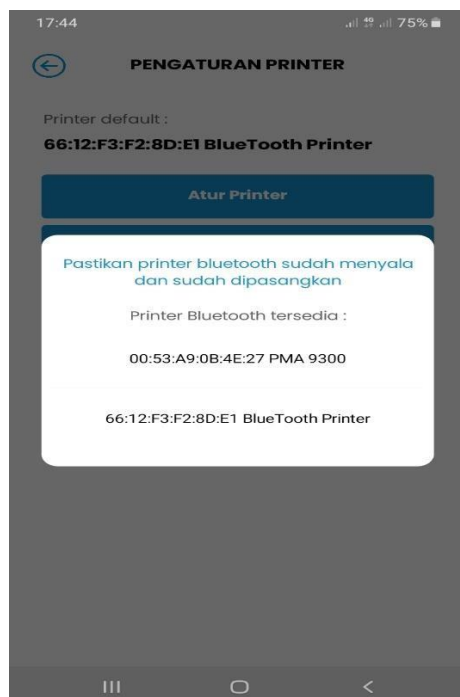 17:44
4G 75%
PENGATURAN PRINTER
Printer default :
66:12:F3:F2:8D:E1 BlueTooth Printer
Atur Printer
Pastikan printer bluetooth sudah menyala
dan sudah dipasangkan
Printer Bluetooth tersedia :
00:53:A9:0B:4E:27 PMA 9300
66:12:F3:F2:8D:E1 BlueTooth Printer